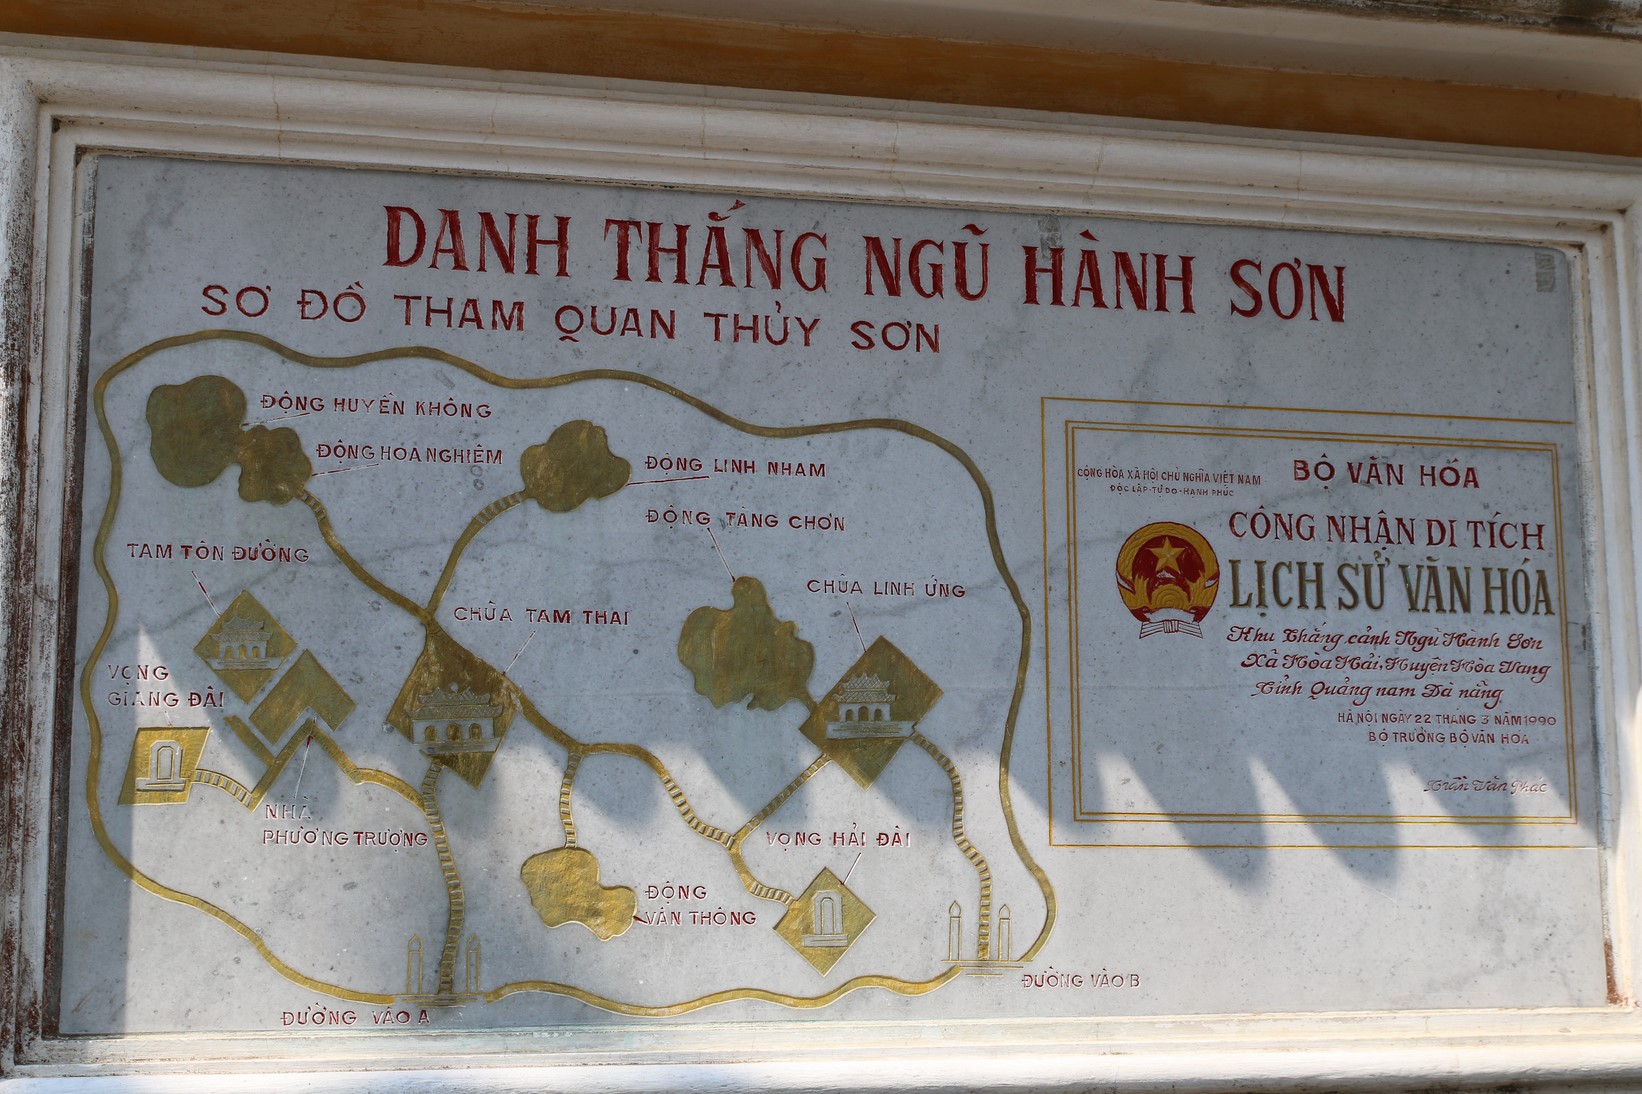 DANH THẮNG NGŨ HÀNH SƠN
SƠ ĐỒ THAM QUAN THỦY SƠN
ĐỘNG HUYỀN KHÔNG
ĐỘNG HOA NGHIÊM
ĐỘNG LINH NHAM
ĐỘNG TÀNG CHƠN
TAM TÔN ĐƯỜNG
CHÙA TAM THAI
CHÙA LINH ỨNG
VỌNG
GIANG ĐÀI
NHÀ
PHƯƠNG TRƯỢNG
VỌNG HẢI ĐÀI
ĐỘNG
VÂN THÔNG
ĐƯỜNG VÀO A
ĐƯỜNG VÀO B
CỘNG HÒA XÃ HỘI CHỦ NGHĨA VIỆT NAM
ĐỘC LẬP-TỰ DO-HẠNH PHÚC
BỘ VĂN HÓA
CÔNG NHẬN DI TÍCH
LỊCH SỬ VĂN HÓA
Khu thắng cảnh Ngũ Hành Sơn
Xã Hòa Hải, Huyện Hòa Vang
Tỉnh Quảng nam Đà nẵng
HÀ NỘI NGÀY 22 THÁNG 3 NĂM 1990
BỘ TRƯỞNG BỘ VĂN HÓA
Trần Văn Phác